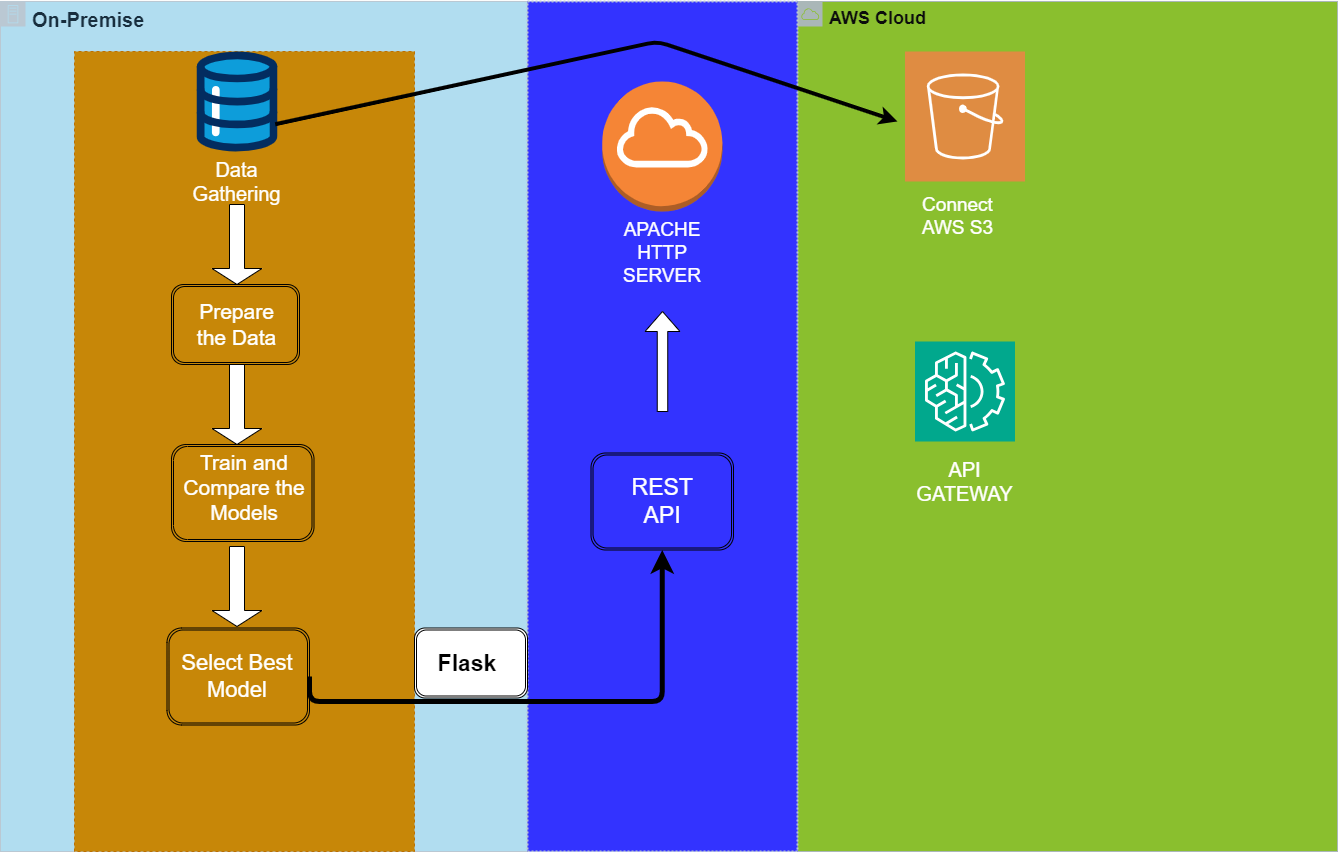 On-Premise
AWS Cloud
Data
Gathering
Prepare
the Data
Train and
Compare the
Models
Select Best
Model
Flask
APACHE
HTTP
SERVER
REST
API
Connect
AWS S3
API
GATEWAY